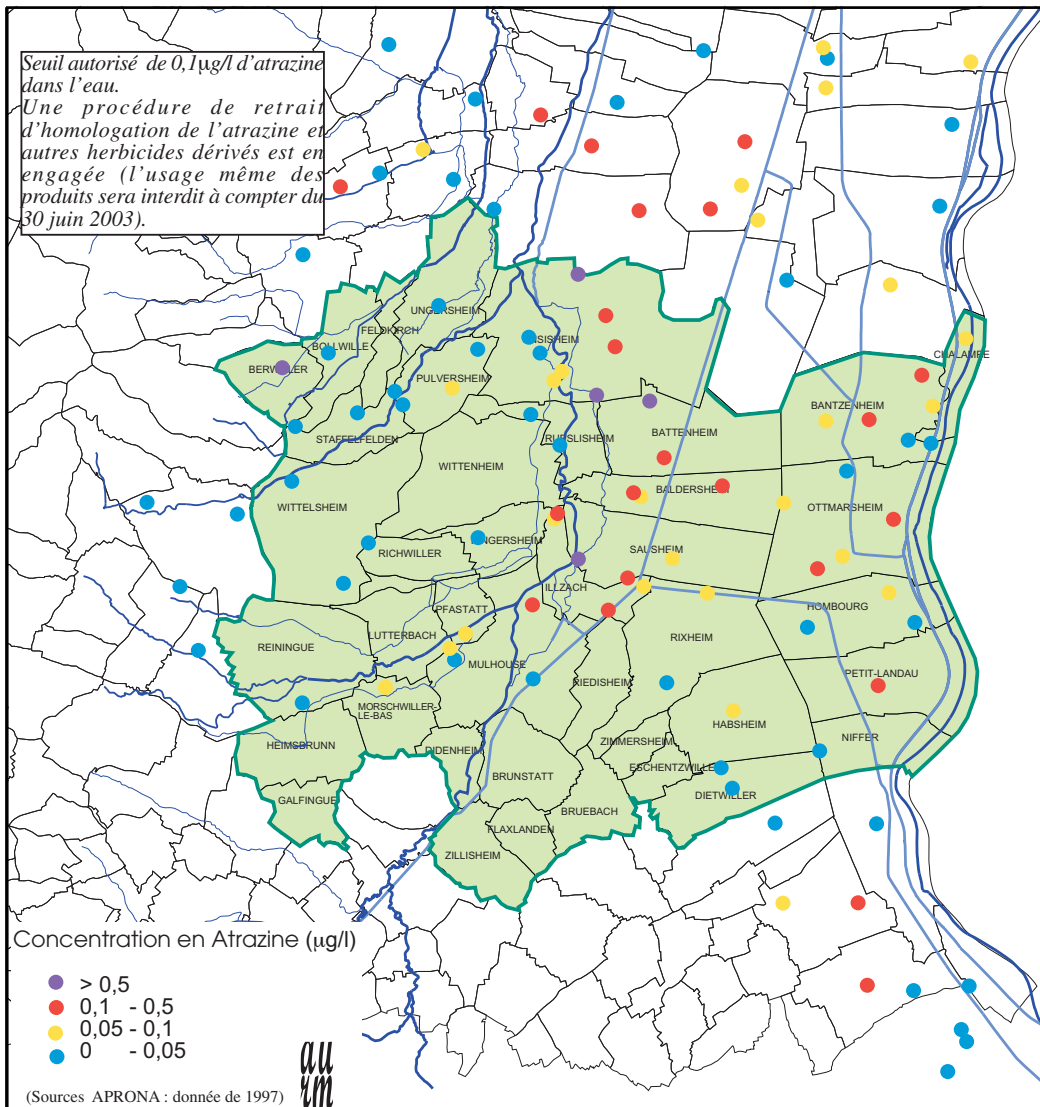 Seuil autorisé de 0,1µg/l d'atrazine
dans l'eau.
Une procédure de retrait
d'homologation de l'atrazine et
autres herbicides dérivés est en
engagée (l'usage même des
produits sera interdit à compter du
30 juin 2003).
UNGERSHEIM
FELDKIRCH
BOLLWILLE
BERWILLER
ENSISHEIM
PULVERSHEIM
CHALAMPE
BANTZENHEIM
STAFFELFELDEN
RUELISHEIM
BATTENHEIM
WITTENHEIM
BALDERSHEIM
WITTELSHEIM
OTTMARSHEIM
KINGERSHEIM
RICHWILLER
SAUSHEIM
ILLZACH
PFASTATT
HOMBOURG
LUTTERBACH
REININGUE
RIXHEIM
MULHOUSE
PETIT-LANDAU
RIEDISHEIM
MORSCHWILLER-
LE-BAS
HABSHEIM
NIFFER
HEIMSBRUNN
DIDENHEIM
ZIMMERSHEIM
ESCHENTZWILLE
BRUNSTATT
DIETWILLER
GALFINGUE
BRUEBACH
FLAXLANDEN
ZILLISHEIM
Concentration en Atrazine (µg/l)
> 0,5
0,1 - 0,5
0,05 - 0,1
0 - 0,05
au
rm
(Sources APRONA : donnée de 1997)